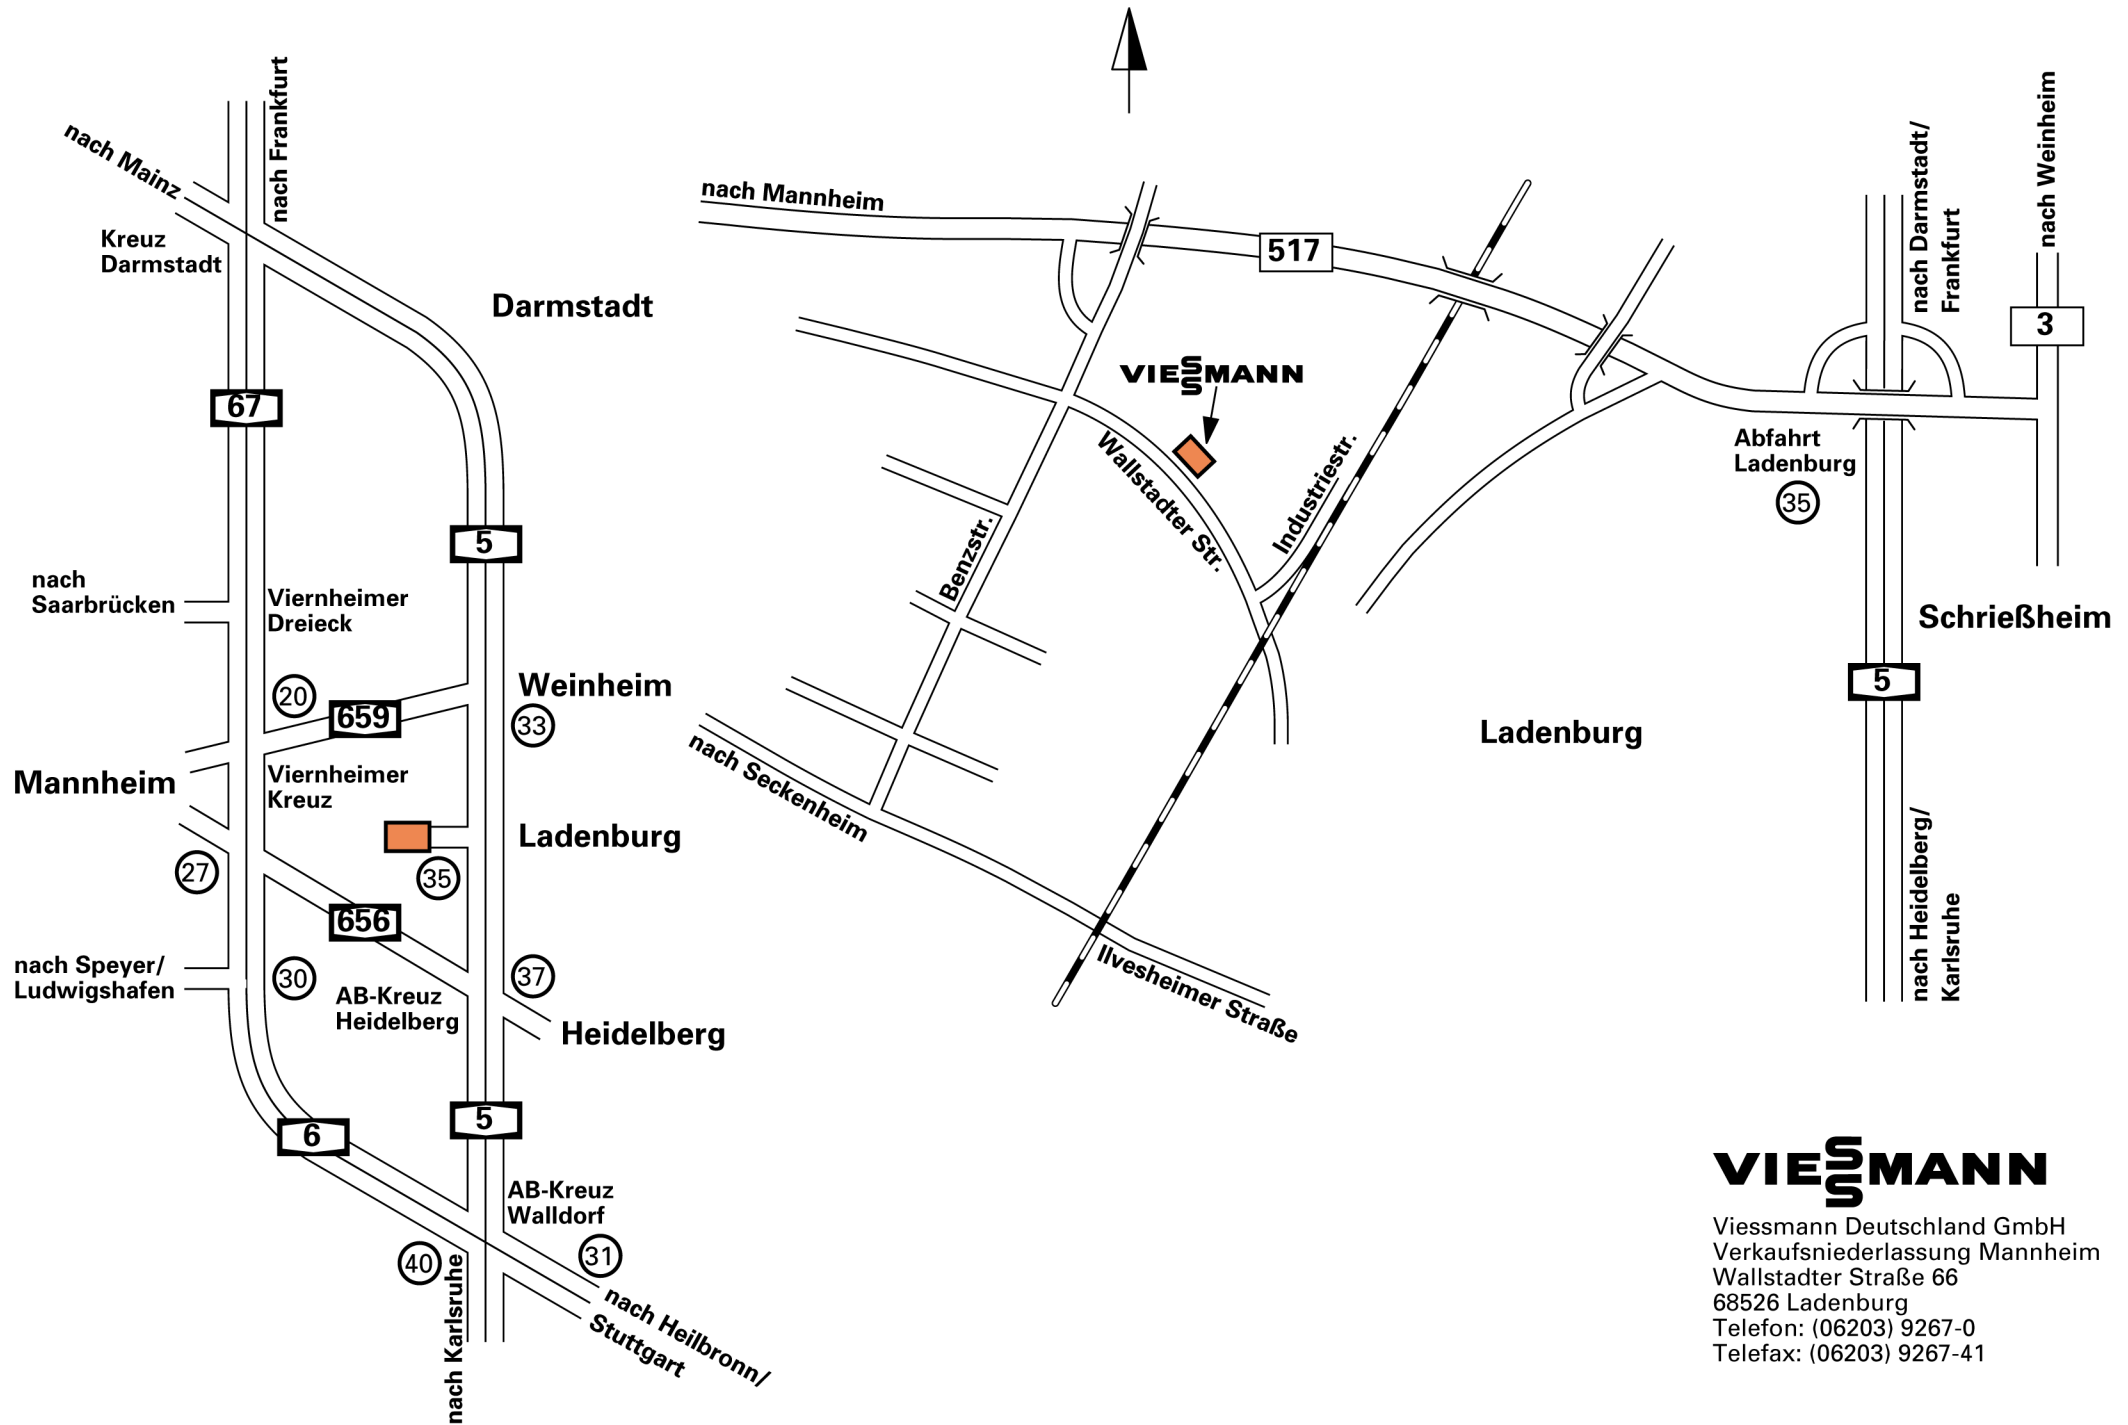 nach Frankfurt
nach Mainz
Kreuz
Darmstadt
Darmstadt
67
5
nach
Saarbrücken
Viernheimer
Dreieck
20
659
Weinheim
33
Mannheim
Viernheimer
Kreuz
Ladenburg
35
27
656
nach Speyer/
Ludwigshafen
30
AB-Kreuz
Heidelberg
37
Heidelberg
6
5
AB-Kreuz
Walldorf
40
31
nach Karlsruhe
nach Heilbronn/
Stuttgart
nach Mannheim
517
VIESSMANN
Wallstadter Str.
Industriestr.
Benzstr.
nach Seckenheim
Ilvesheimer Straße
Ladenburg
nach Darmstadt/
Frankfurt
nach Weinheim
3
Abfahrt
Ladenburg
35
Schrießheim
5
nach Heidelberg/
Karlsruhe
VIESSMANN
Viessmann Deutschland GmbH
Verkaufsniederlassung Mannheim
Wallstadter Straße 66
68526 Ladenburg
Telefon: (06203) 9267-0
Telefax: (06203) 9267-41